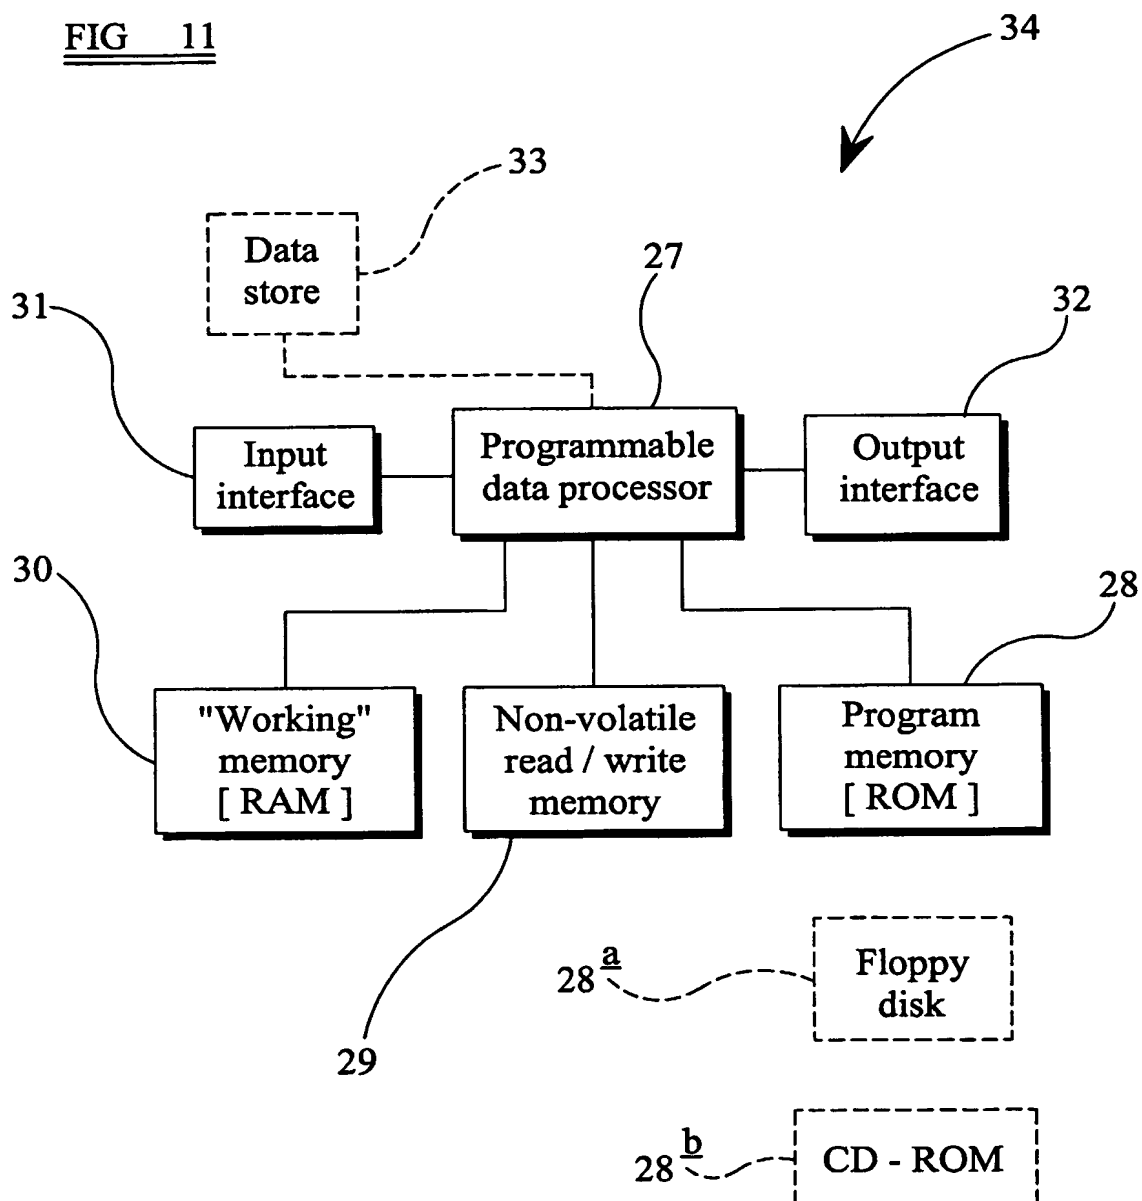 FIG 11
34
33
Data
store
27
31
32
Input
interface
Programmable
data processor
Output
interface
30
28
"Working"
memory
[ RAM ]
Non-volatile
read / write
memory
Program
memory
[ ROM ]
28a
Floppy
disk
29
28b
CD - ROM